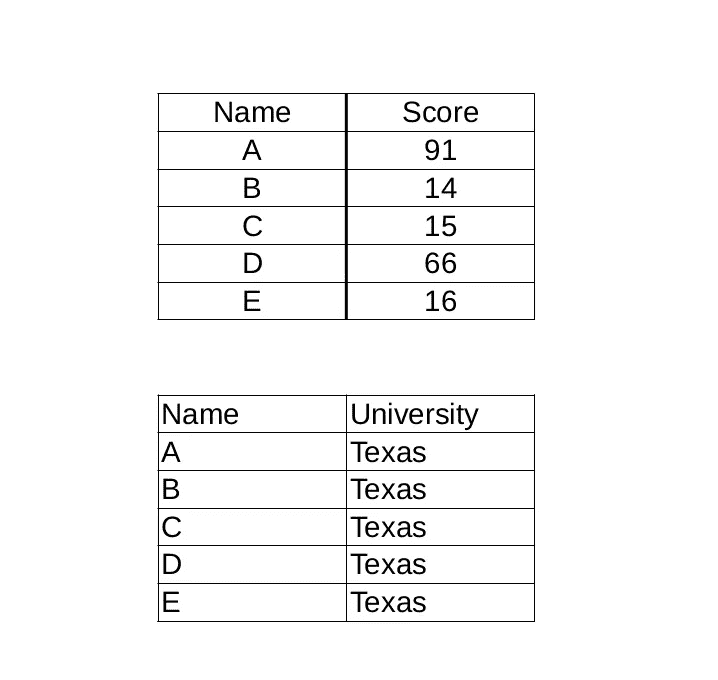 Name Score
A 91
B 14
C 15
D 66
E 16
Name University
A Texas
B Texas
C Texas
D Texas
E Texas